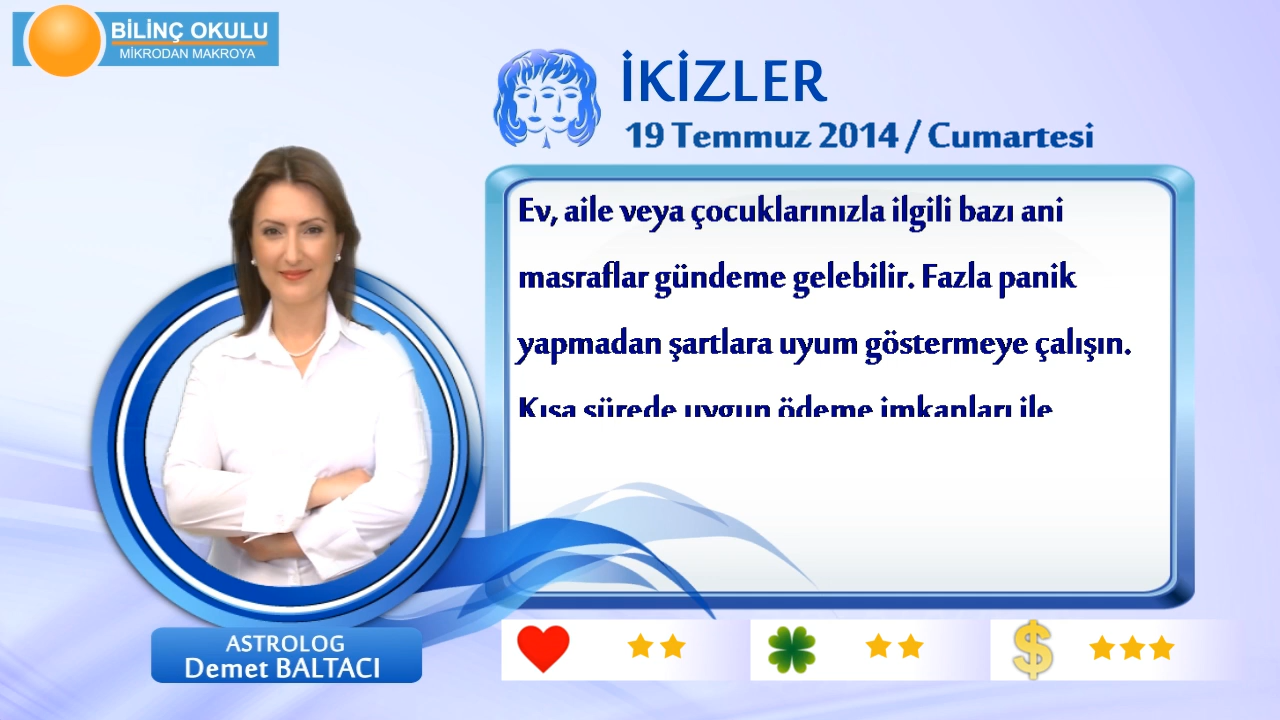 BİLİNÇ OKULU
MİKRODAN MAKROYA
İKİZLER
19 Temmuz 2014 / Cumartesi
Ev, aile veya çocuklarınızla ilgili bazı ani
masraflar gündeme gelebilir. Fazla panik
yapmadan şartlara uyum göstermeye çalışın.
Kısa sürede uygun ödeme imkanları ile
ASTROLOG
Demet BALTACI